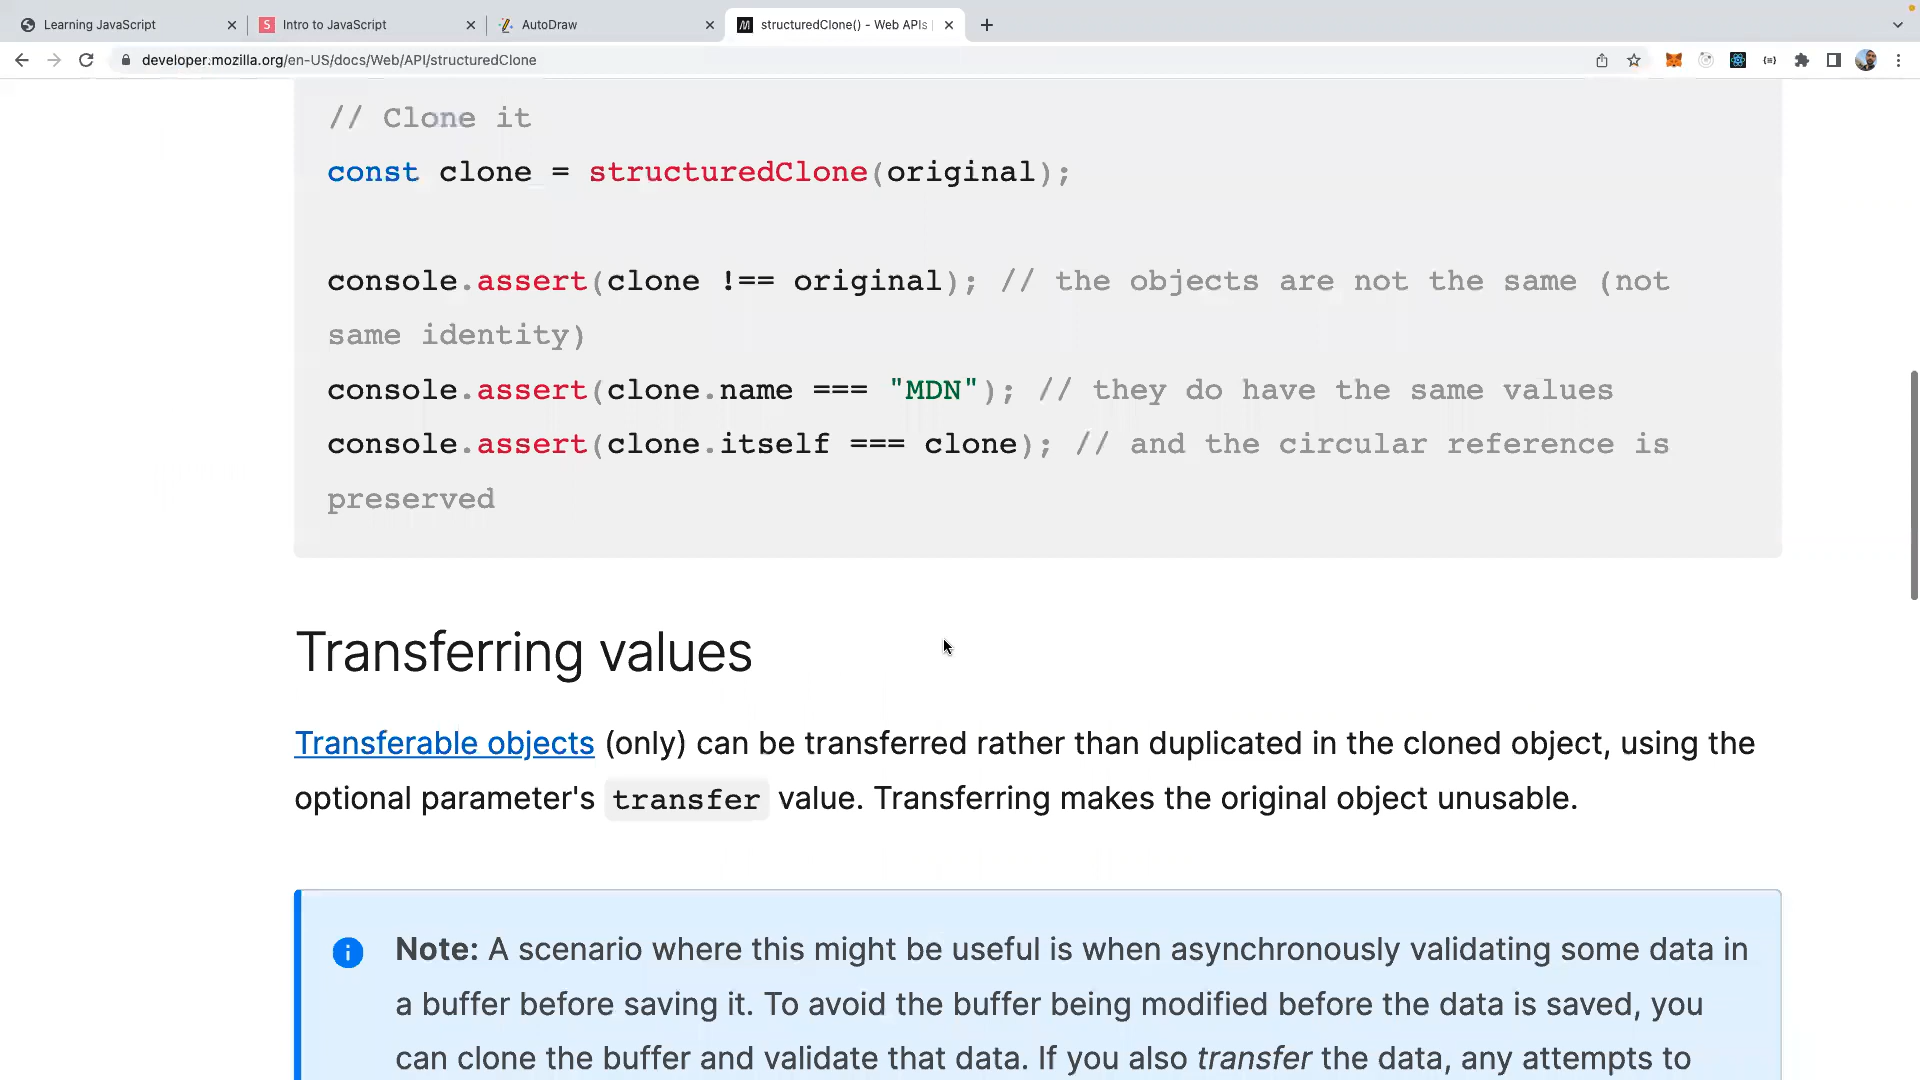 Learning JavaScript
Intro to JavaScript
AutoDraw
structuredClone() - Web APIs
developer.mozilla.org/en-US/docs/Web/API/structuredClone
// Clone it
const clone = structuredClone(original);
console.assert(clone !== original); // the objects are not the same (not
same identity)
console.assert(clone.name === "MDN"); // they do have the same values
console.assert(clone.itself === clone); // and the circular reference is
preserved
Transferring values
Transferable objects (only) can be transferred rather than duplicated in the cloned object, using the
optional parameter's transfer value. Transferring makes the original object unusable.
Note: A scenario where this might be useful is when asynchronously validating some data in
a buffer before saving it. To avoid the buffer being modified before the data is saved, you
can clone the buffer and validate that data. If you also transfer the data, any attempts to